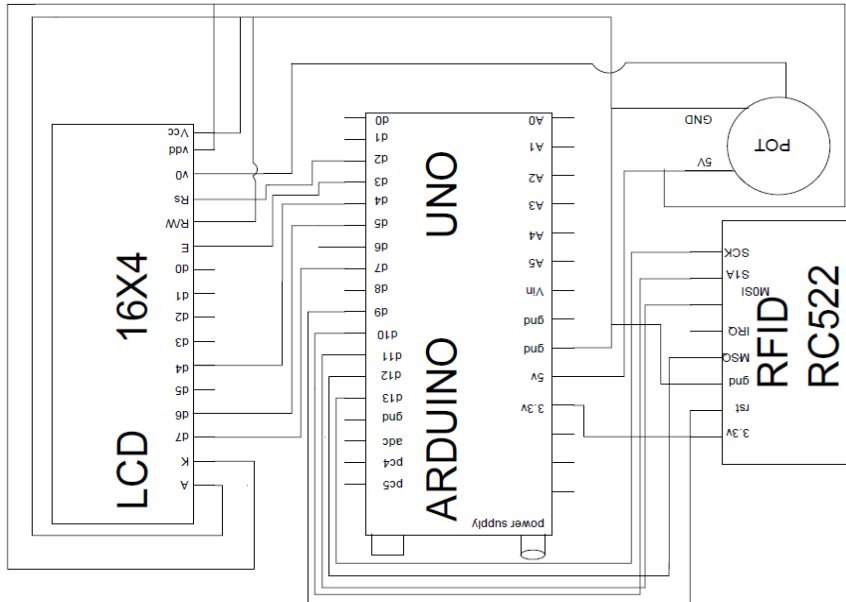 LCD 16X4
Vcc
vdd
v0
Rs
R/W
E
d0
d1
d2
d3
d4
d5
d6
d7
K
A
ARDUINO UNO
d0
d1
d2
d3
d4
d5
d6
d7
d8
d9
d10
d11
d12
d13
gnd
adc
pc4
pc5
A0
A1
A2
A3
A4
A5
Vin
gnd
gnd
5v
3.3v
power supply
GND
5V
POT
RFID
RC522
SCK
S1A
M0SI
IRQ
MSQ
gnd
rst
3.3v